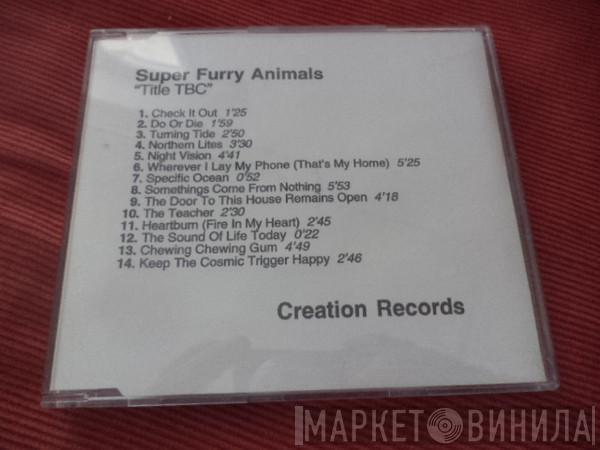 Super Furry Animals
"Title TBC"
1. Check It Out 1'25
2. Do Or Die 1'59
3. Turning Tide 2'50
4. Northern Lites 3'30
5. Night Vision 4'41
6. Wherever I Lay My Phone (That's My Home) 5'25
7. Specific Ocean 0'52
8. Somethings Come From Nothing 5'53
9. The Door To This House Remains Open 4'18
10. The Teacher 2'30
11. Heartburn (Fire In My Heart) 2'45
12. The Sound Of Life Today 0'22
13. Chewing Chewing Gum 4'49
14. Keep The Cosmic Trigger Happy 2'46
Creation Records
МАРКЕТ ВИНИЛА